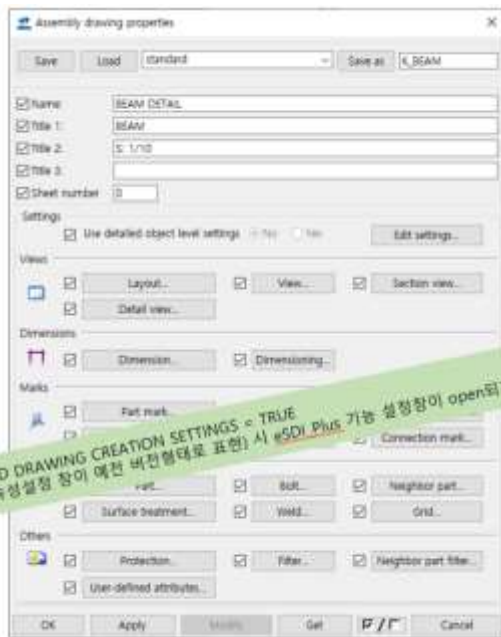 Assembly drawing properties
Save Load standard Save as K_BEAM
Name: BEAM DETAIL
Title 1: BEAM
Title 2: S: 1/10
Title 3:
Sheet number 0
Settings
Use detailed object level settings Yes No Edit settings...
Views
Layout... View... Section view...
Detail view...
Dimensions
Dimension... Dimensioning...
Marks
Part mark...
D DRAWING CREATION SETTINGS = TRUE
속성설정 창이 예전 버전형태로 표현) 시 eSDI Plus 기능 설정창이 open되
Connection mark...
Part... Bolt... Neighbor part...
Surface treatment... Weld... Grid...
Others
Protection... Filter... Neighbor part filter...
User-defined attributes...
OK Apply Modify Get Cancel